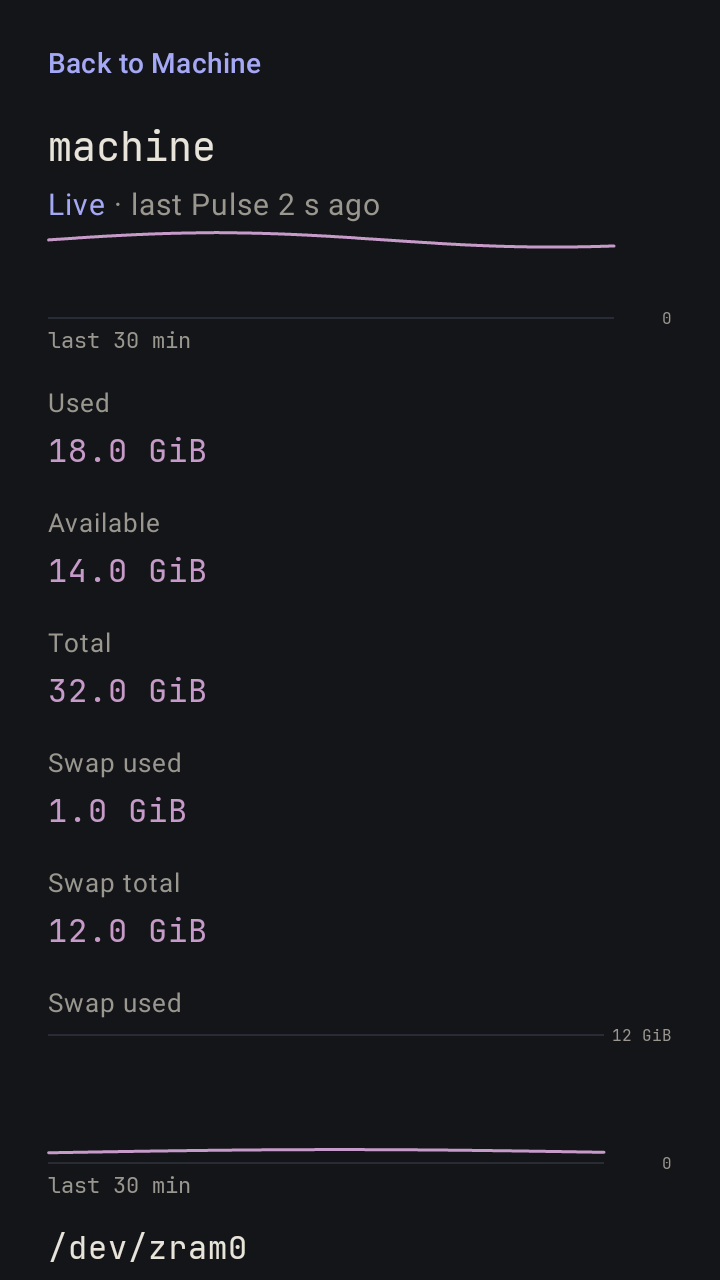 Back to Machine
machine
Live · last Pulse 2 s ago
0
last 30 min
Used
18.0 GiB
Available
14.0 GiB
Total
32.0 GiB
Swap used
1.0 GiB
Swap total
12.0 GiB
Swap used
12 GiB
0
last 30 min
/dev/zram0